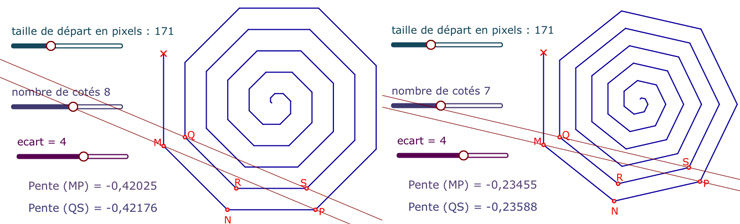 taille de départ en pixels : 171
nombre de cotés 8
M
Q
ecart = 4
R
S
Pente (MP) = -0,42025
N
P
Pente (QS) = -0,42176
taille de départ en pixels : 171
nombre de cotés 7
Q
M
ecart = 4
S
R
P
Pente (MP) = -0,23455
N
Pente (QS) = -0,23588